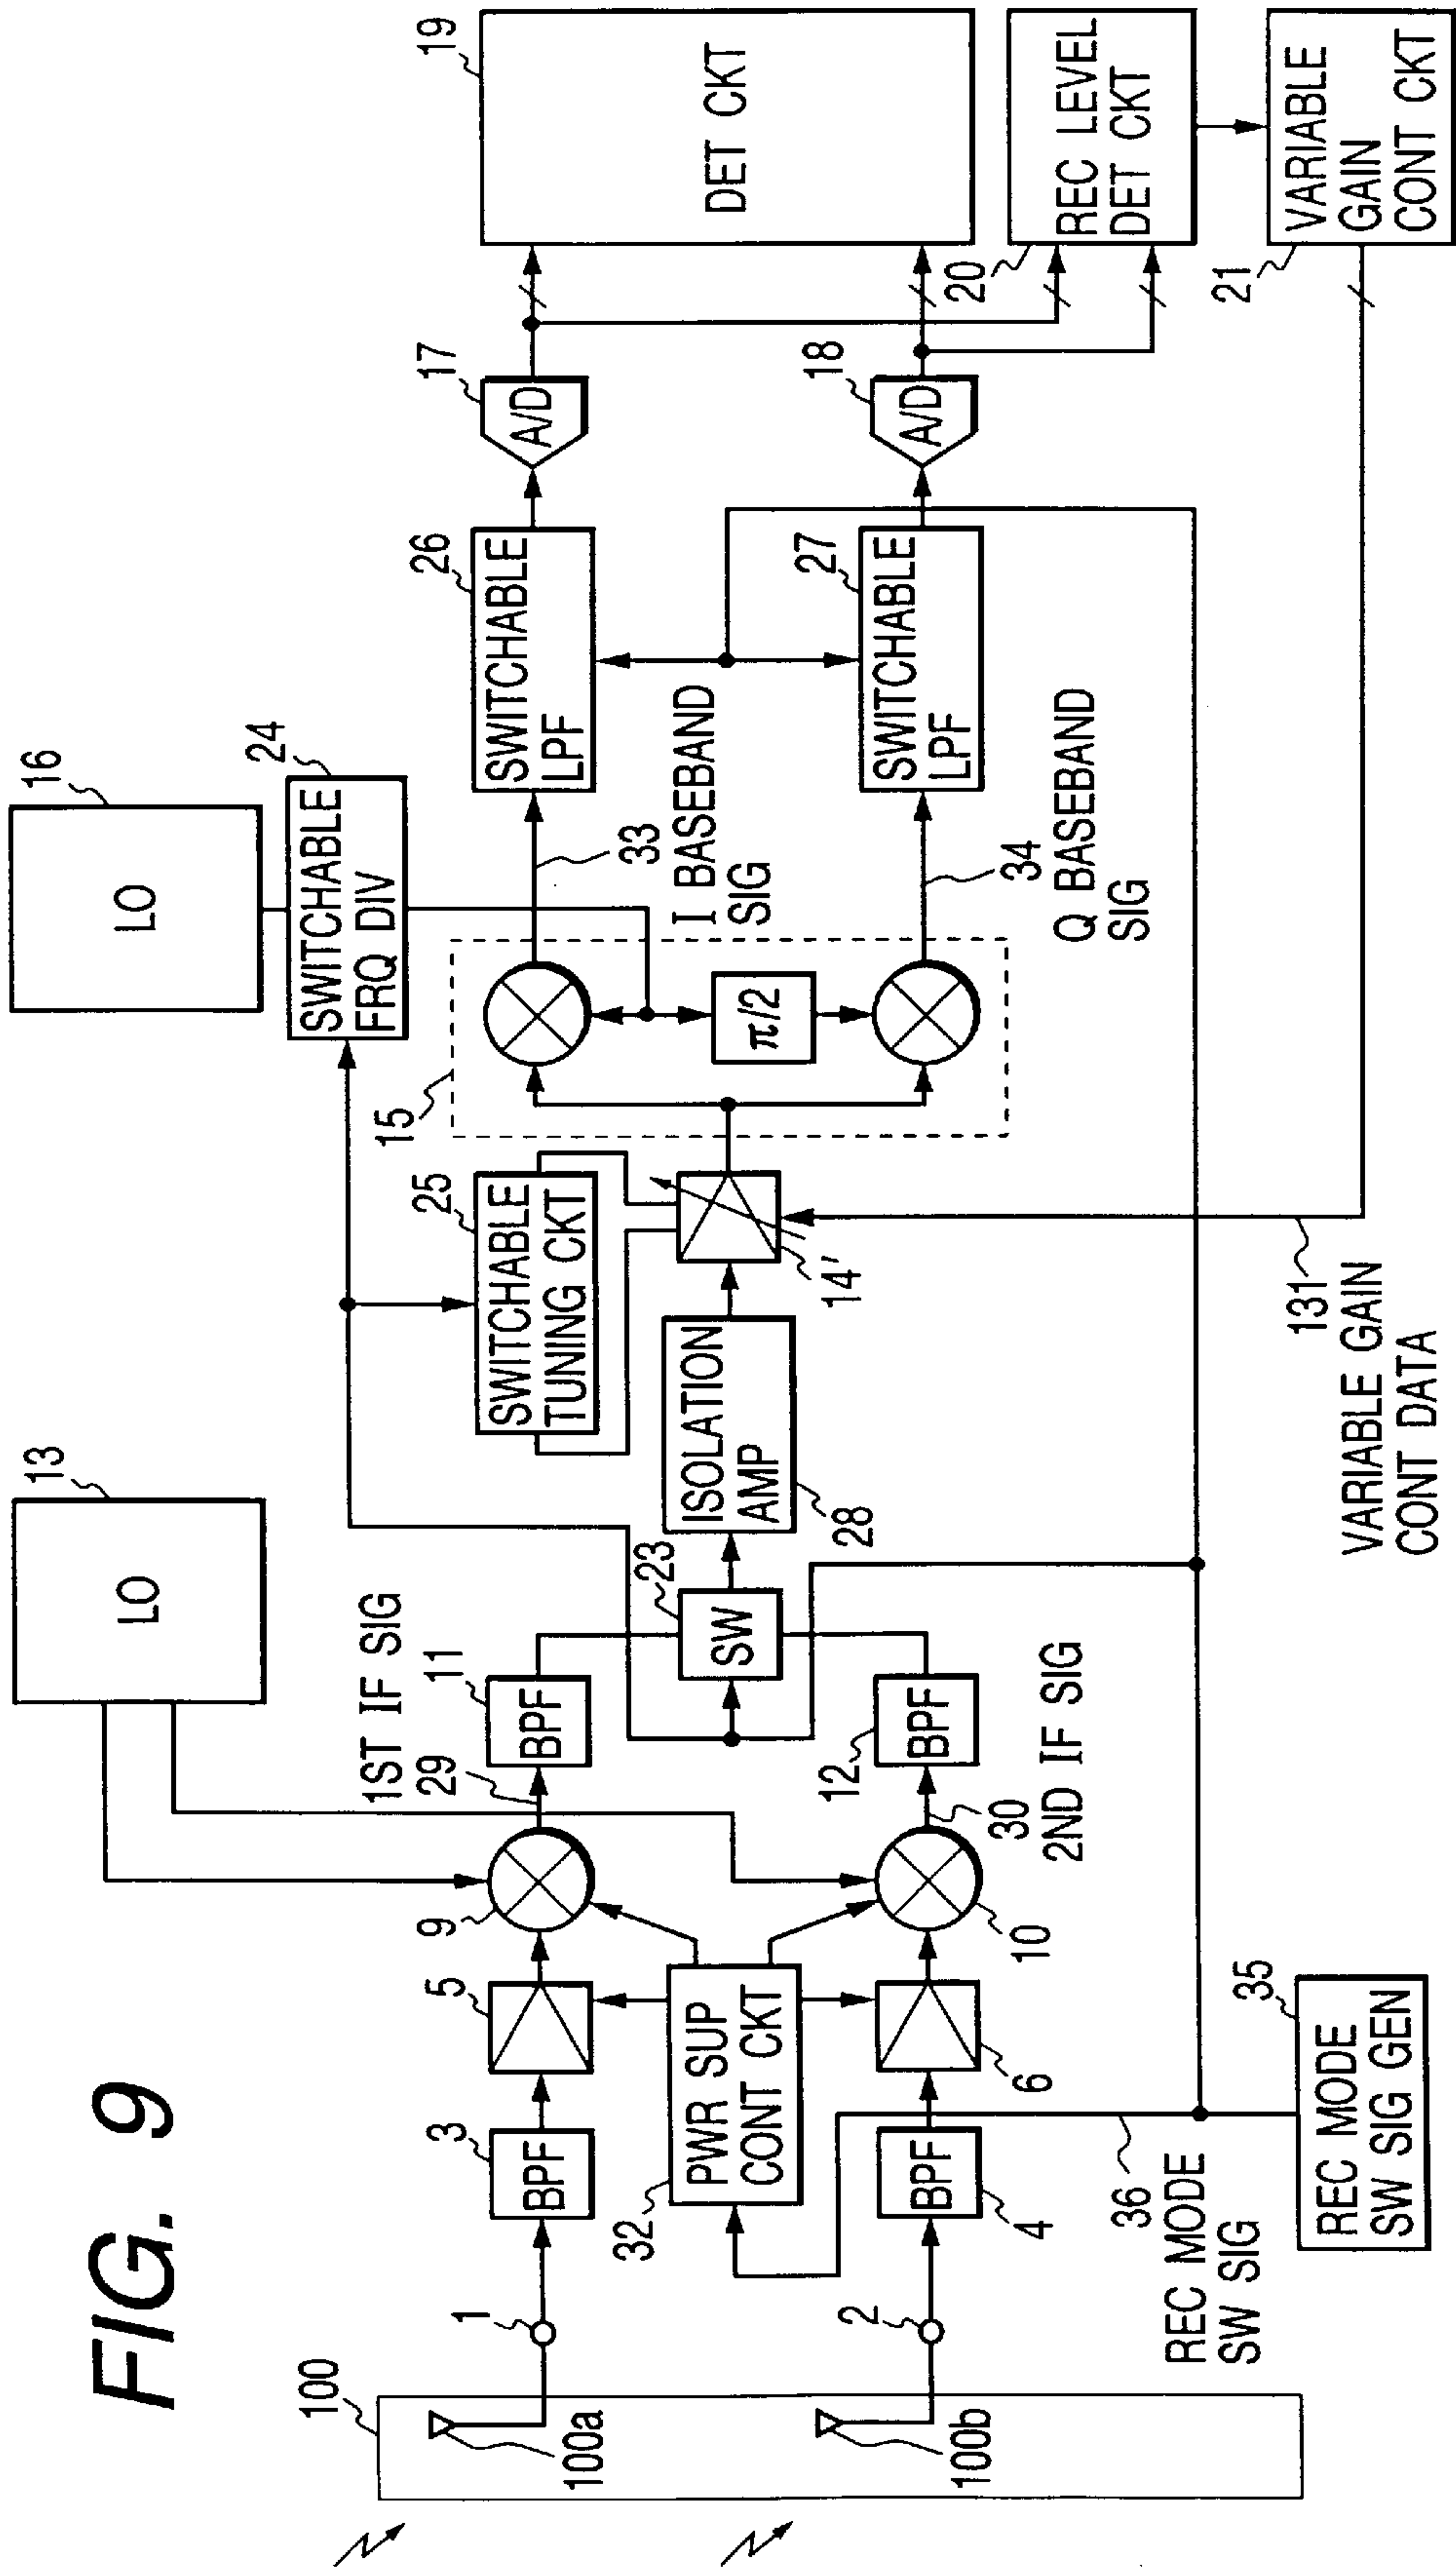 FIG. 9
100
100a
100b
1
2
3
BPF
4
BPF
5
6
32
PWR SUP
CONT CKT
9
10
13
LO
1ST IF SIG
29
11
BPF
12
BPF
30
2ND IF SIG
23
SW
28
ISOLATION
AMP
25
SWITCHABLE
TUNING CKT
14'
15
π/2
16
LO
24
SWITCHABLE
FRQ DIV
33
I BASEBAND
SIG
34
Q BASEBAND
SIG
26
SWITCHABLE
LPF
27
SWITCHABLE
LPF
17
A/D
18
A/D
19
DET CKT
20
REC LEVEL
DET CKT
21
VARIABLE
GAIN
CONT CKT
131
VARIABLE GAIN
CONT DATA
36
REC MODE
SW SIG
35
REC MODE
SW SIG GEN